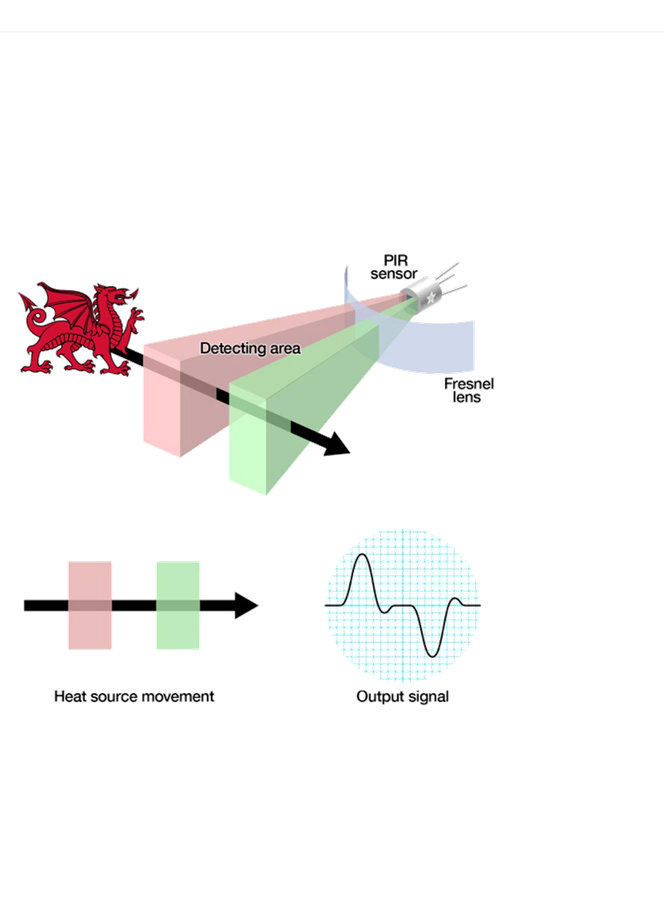 PIR
sensor
Detecting area
Fresnel
lens
Heat source movement
Output signal